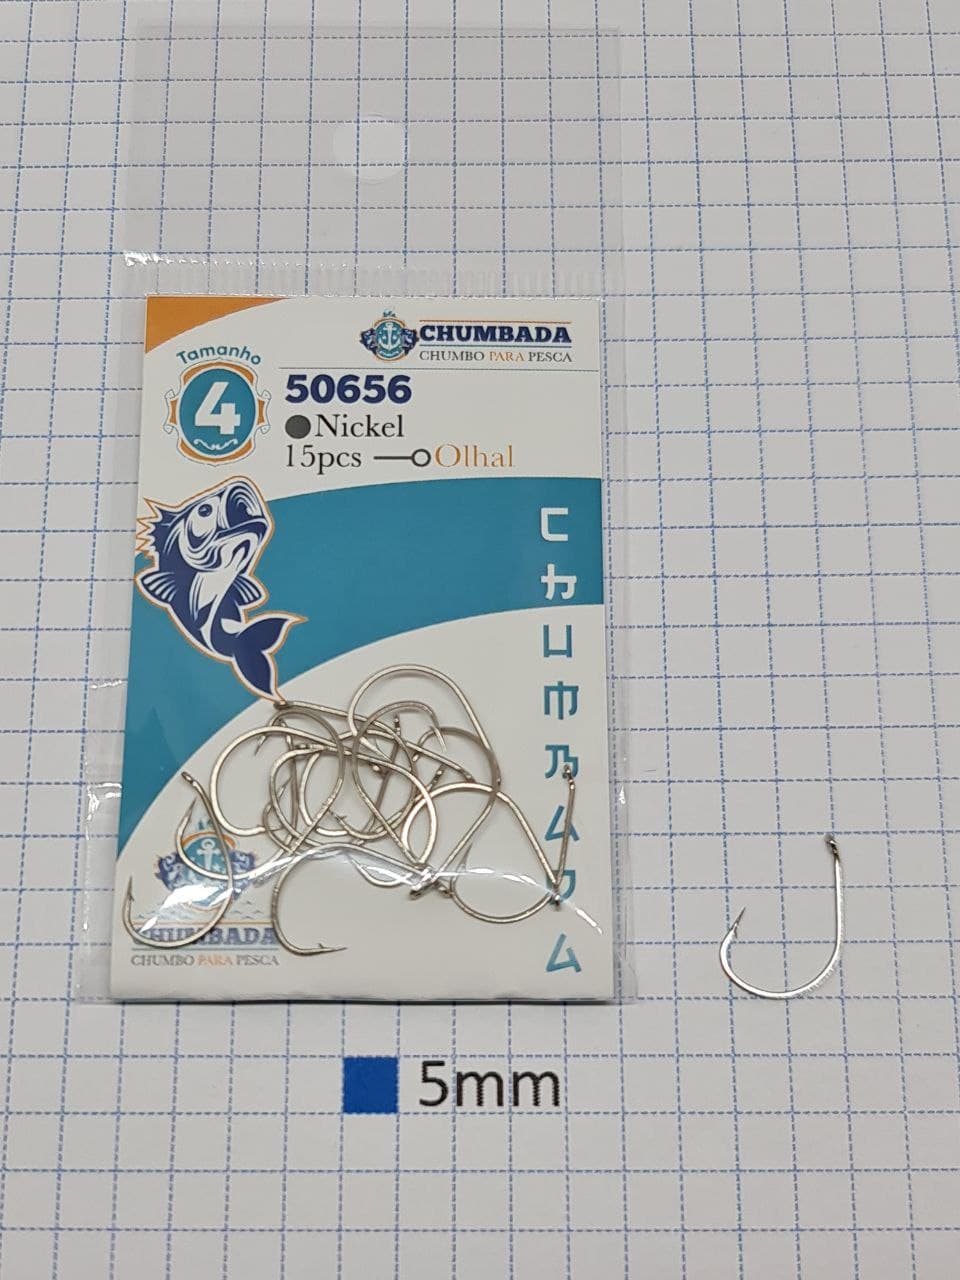 CHUMBADA
CHUMBO PARA PESCA
Tamanho
4
50656
Nickel
15pcs Olhal
CHUMBADA
CHUMBADA
CHUMBO PARA PESCA
5mm